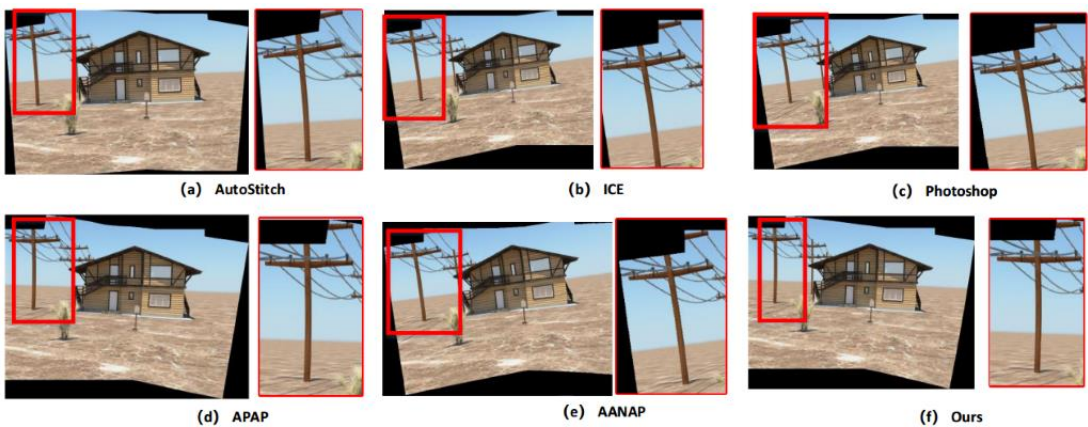 (a) AutoStitch
(b) ICE
(c) Photoshop
(d) APAP
(e) AANAP
(f) Ours